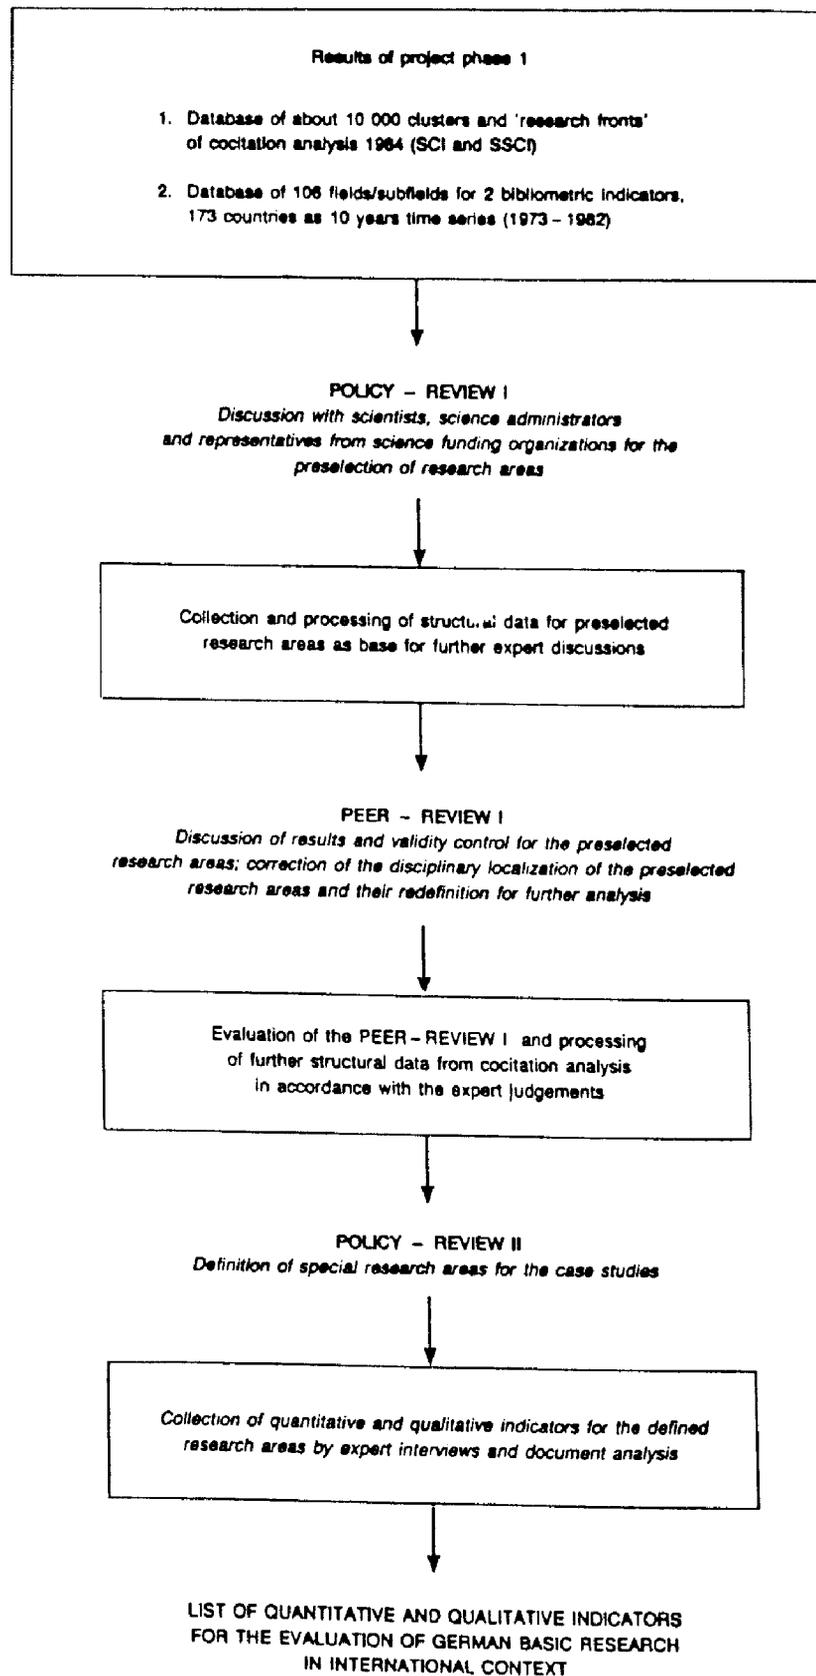 Results of project phase 1
1. Database of about 10 000 clusters and 'research fronts'
of cocitation analysis 1984 (SCI and SSCI)
2. Database of 106 fields/subfields for 2 bibliometric indicators,
173 countries as 10 years time series (1973 – 1982)
POLICY – REVIEW I
Discussion with scientists, science administrators
and representatives from science funding organizations for the
preselection of research areas
Collection and processing of structural data for preselected
research areas as base for further expert discussions
PEER – REVIEW I
Discussion of results and validity control for the preselected
research areas; correction of the disciplinary localization of the preselected
research areas and their redefinition for further analysis
Evaluation of the PEER – REVIEW I and processing
of further structural data from cocitation analysis
in accordance with the expert judgements
POLICY – REVIEW II
Definition of special research areas for the case studies
Collection of quantitative and qualitative indicators for the defined
research areas by expert interviews and document analysis
LIST OF QUANTITATIVE AND QUALITATIVE INDICATORS
FOR THE EVALUATION OF GERMAN BASIC RESEARCH
IN INTERNATIONAL CONTEXT